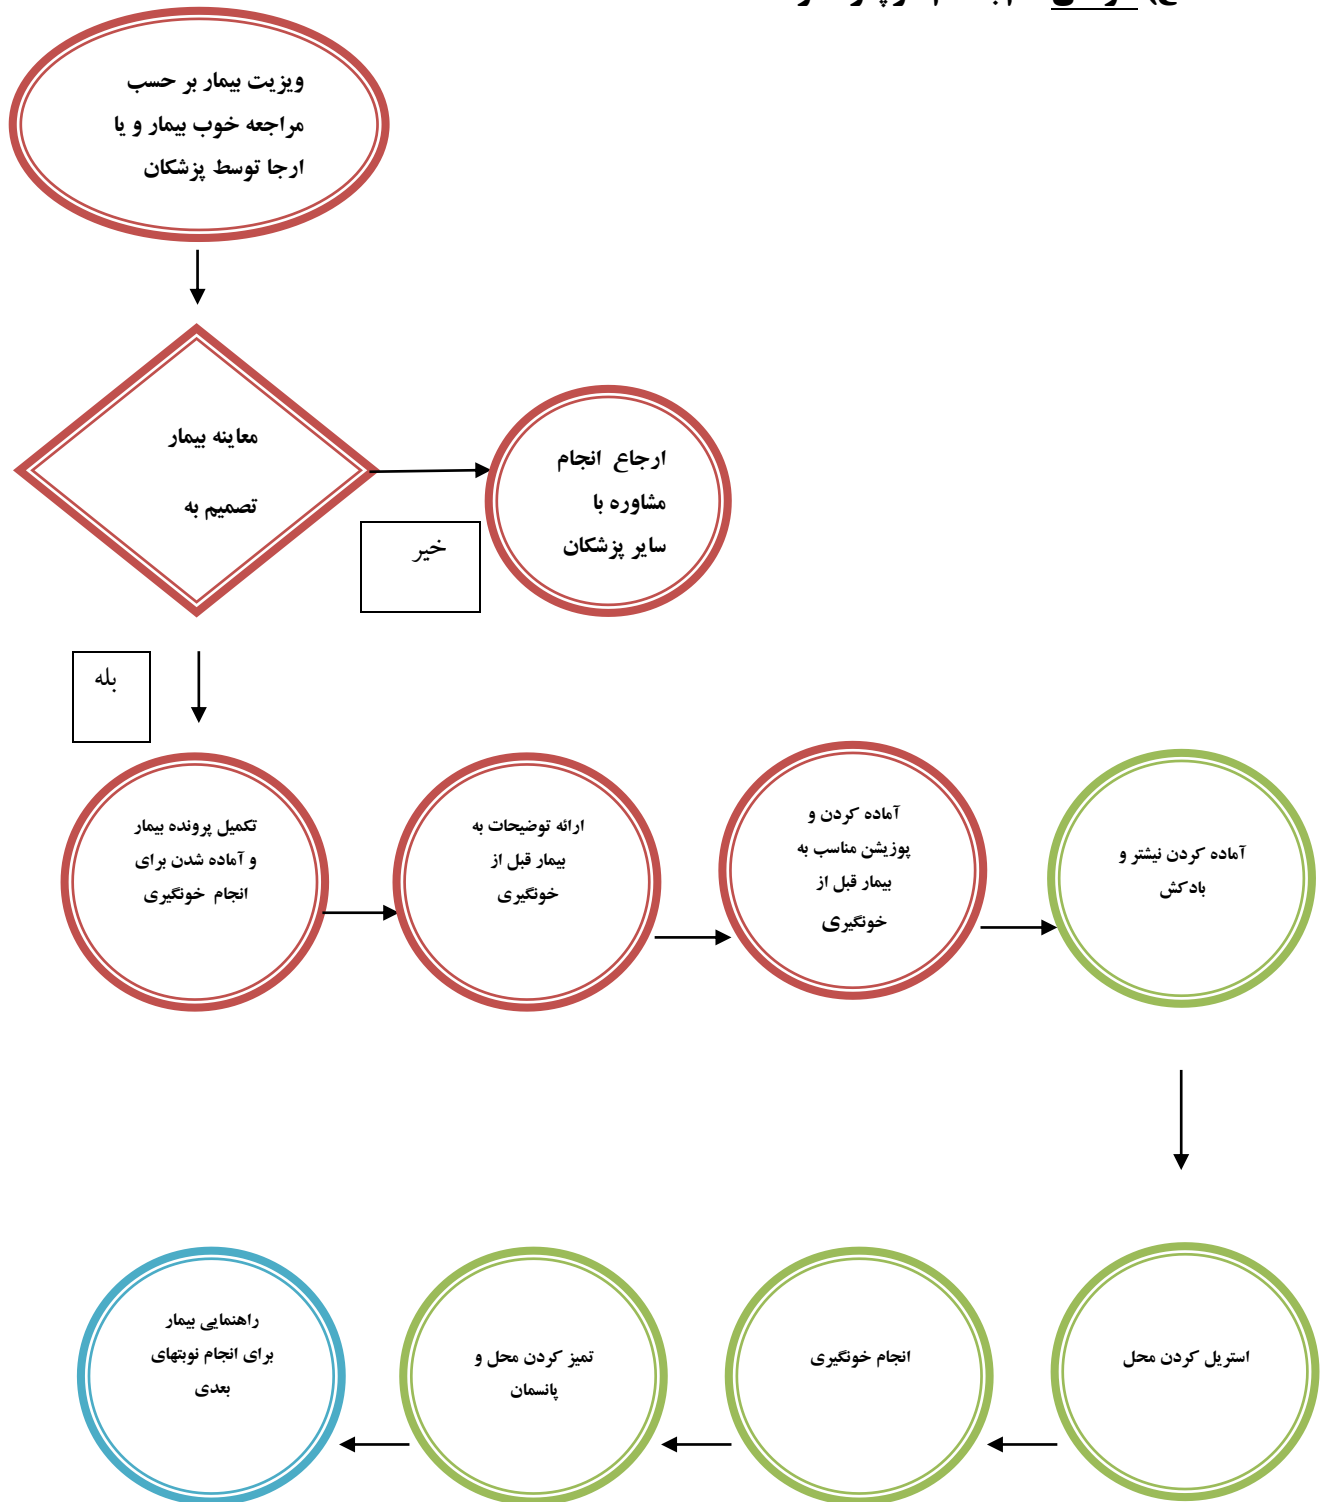 ویزیت بیمار بر حسب
مراجعه خوب بیمار و یا
ارجا توسط پزشکان
معاینه بیمار
تصمیم به
ارجاع انجام
مشاوره با
سایر پزشکان
خیر
بله
تکمیل پرونده بیمار
و آماده شدن برای
انجام خونگیری
ارائه توضیحات به
بیمار قبل از
خونگیری
آماده کردن و
پوزیشن مناسب به
بیمار قبل از
خونگیری
آماده کردن نیشتر و
بادکش
استریل کردن محل
انجام خونگیری
تمیز کردن محل و
پانسمان
راهنمایی بیمار
برای انجام نوبتهای
بعدی